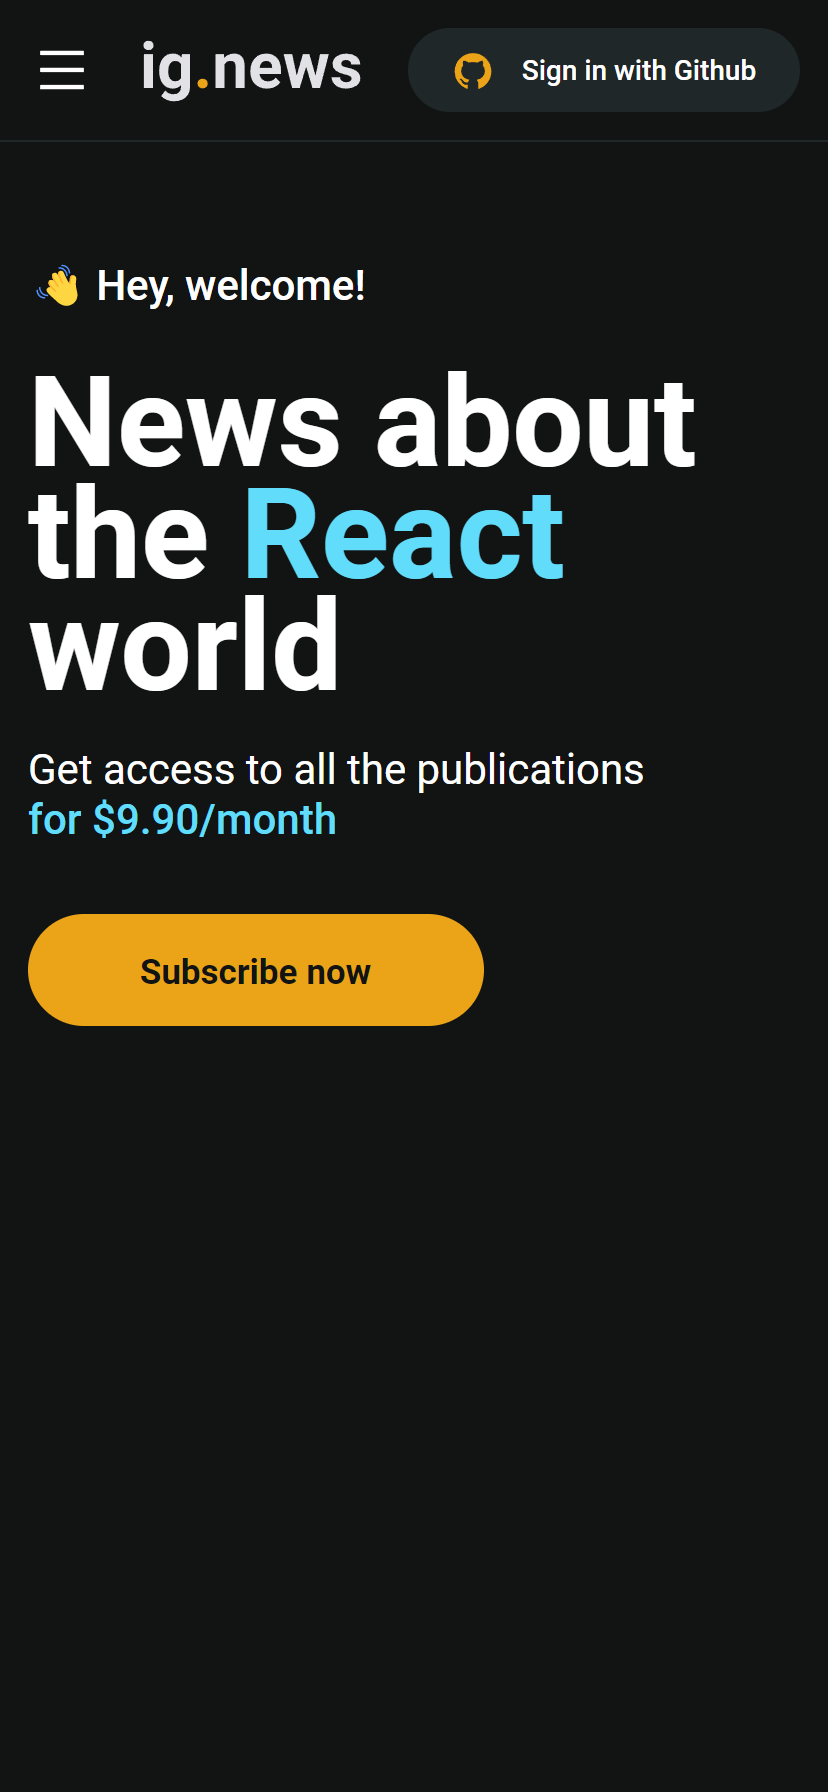 ig.news
Sign in with Github
👋 Hey, welcome!
News about
the React
world
Get access to all the publications
for $9.90/month
Subscribe now